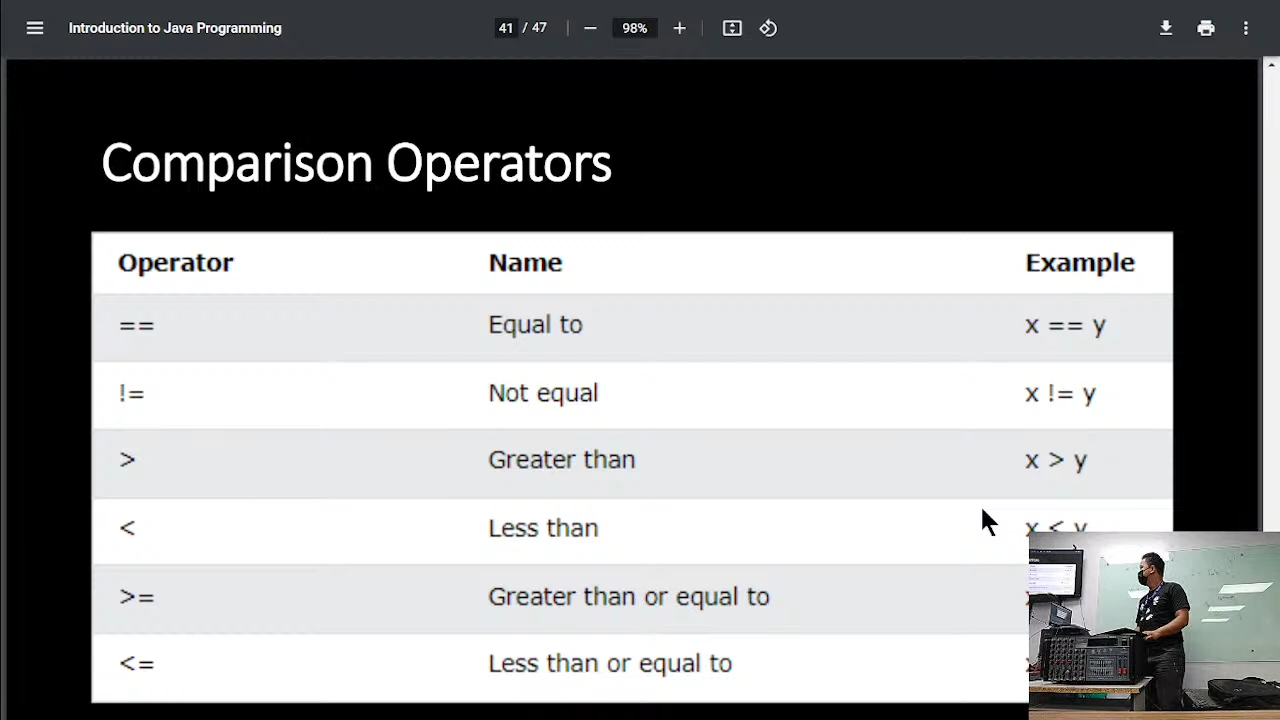 Introduction to Java Programming
41 / 47
98%
Comparison Operators
Operator Name Example
== Equal to x == y
!= Not equal x != y
> Greater than x > y
< Less than x < y
>= Greater than or equal to
<= Less than or equal to